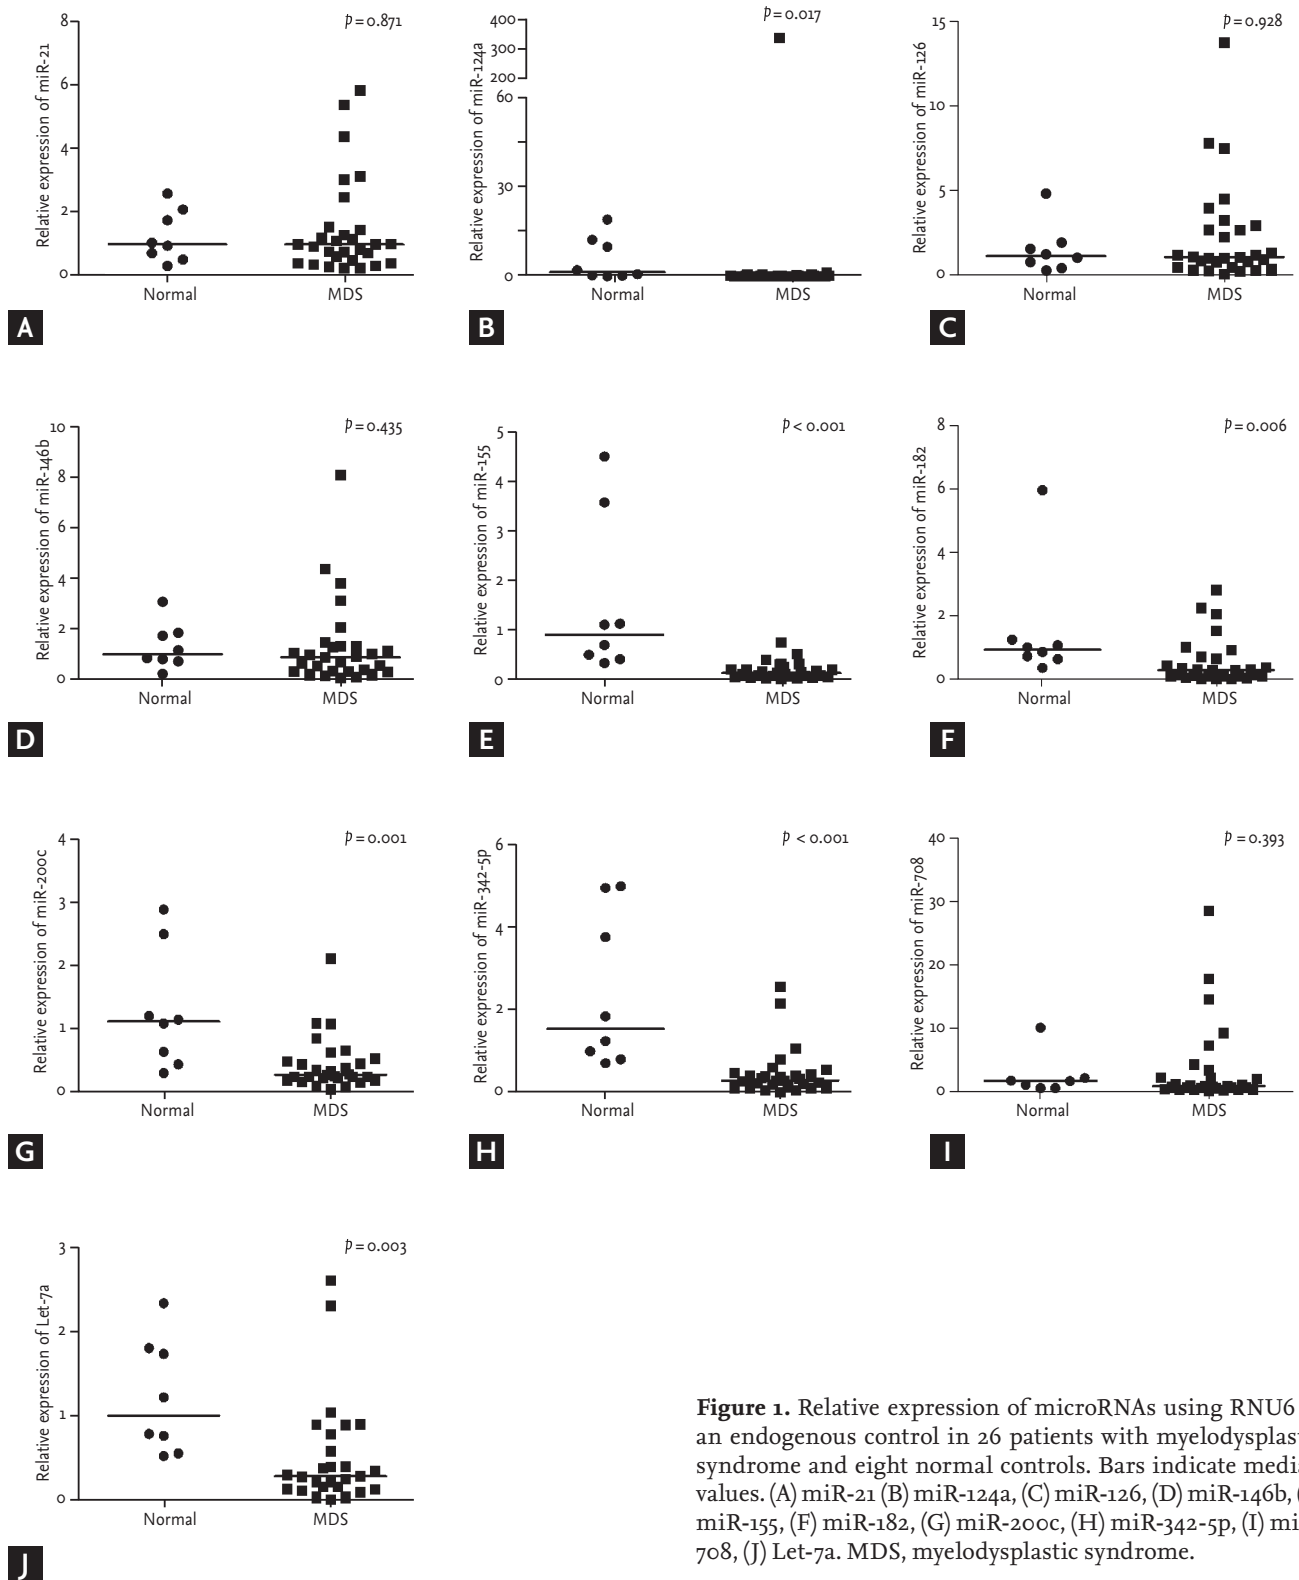 p = 0.871
Relative expression of miR-21
8
6
4
2
0
Normal MDS
A
p = 0.017
Relative expression of miR-124a
400
300
200
60
30
0
Normal MDS
B
p = 0.928
Relative expression of miR-126
15
10
5
0
Normal MDS
C
p = 0.435
Relative expression of miR-146b
10
8
6
4
2
0
Normal MDS
D
p < 0.001
Relative expression of miR-155
5
4
3
2
1
0
Normal MDS
E
p = 0.006
Relative expression of miR-182
8
6
4
2
0
Normal MDS
F
p = 0.001
Relative expression of miR-200c
4
3
2
1
0
Normal MDS
G
p < 0.001
Relative expression of miR-342-5p
6
4
2
0
Normal MDS
H
p = 0.393
Relative expression of miR-708
40
30
20
10
0
Normal MDS
I
p = 0.003
Relative expression of Let-7a
3
2
1
0
Normal MDS
J
Figure 1. Relative expression of microRNAs using RNU6
an endogenous control in 26 patients with myelodysplast
syndrome and eight normal controls. Bars indicate media
values. (A) miR-21 (B) miR-124a, (C) miR-126, (D) miR-146b, (
miR-155, (F) miR-182, (G) miR-200c, (H) miR-342-5p, (I) mi
708, (J) Let-7a. MDS, myelodysplastic syndrome.